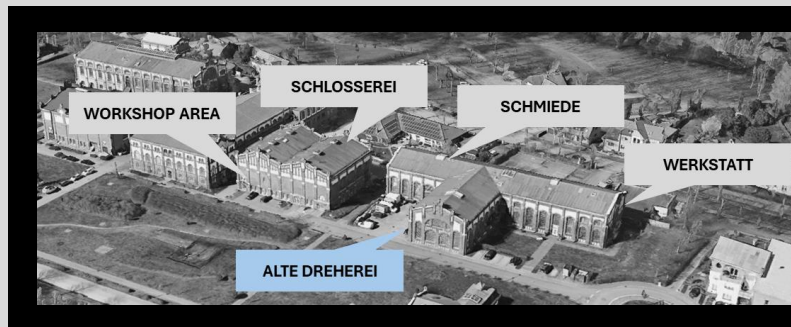 SCHLOSSEREI
WORKSHOP AREA
SCHMIEDE
WERKSTATT
ALTE DREHEREI